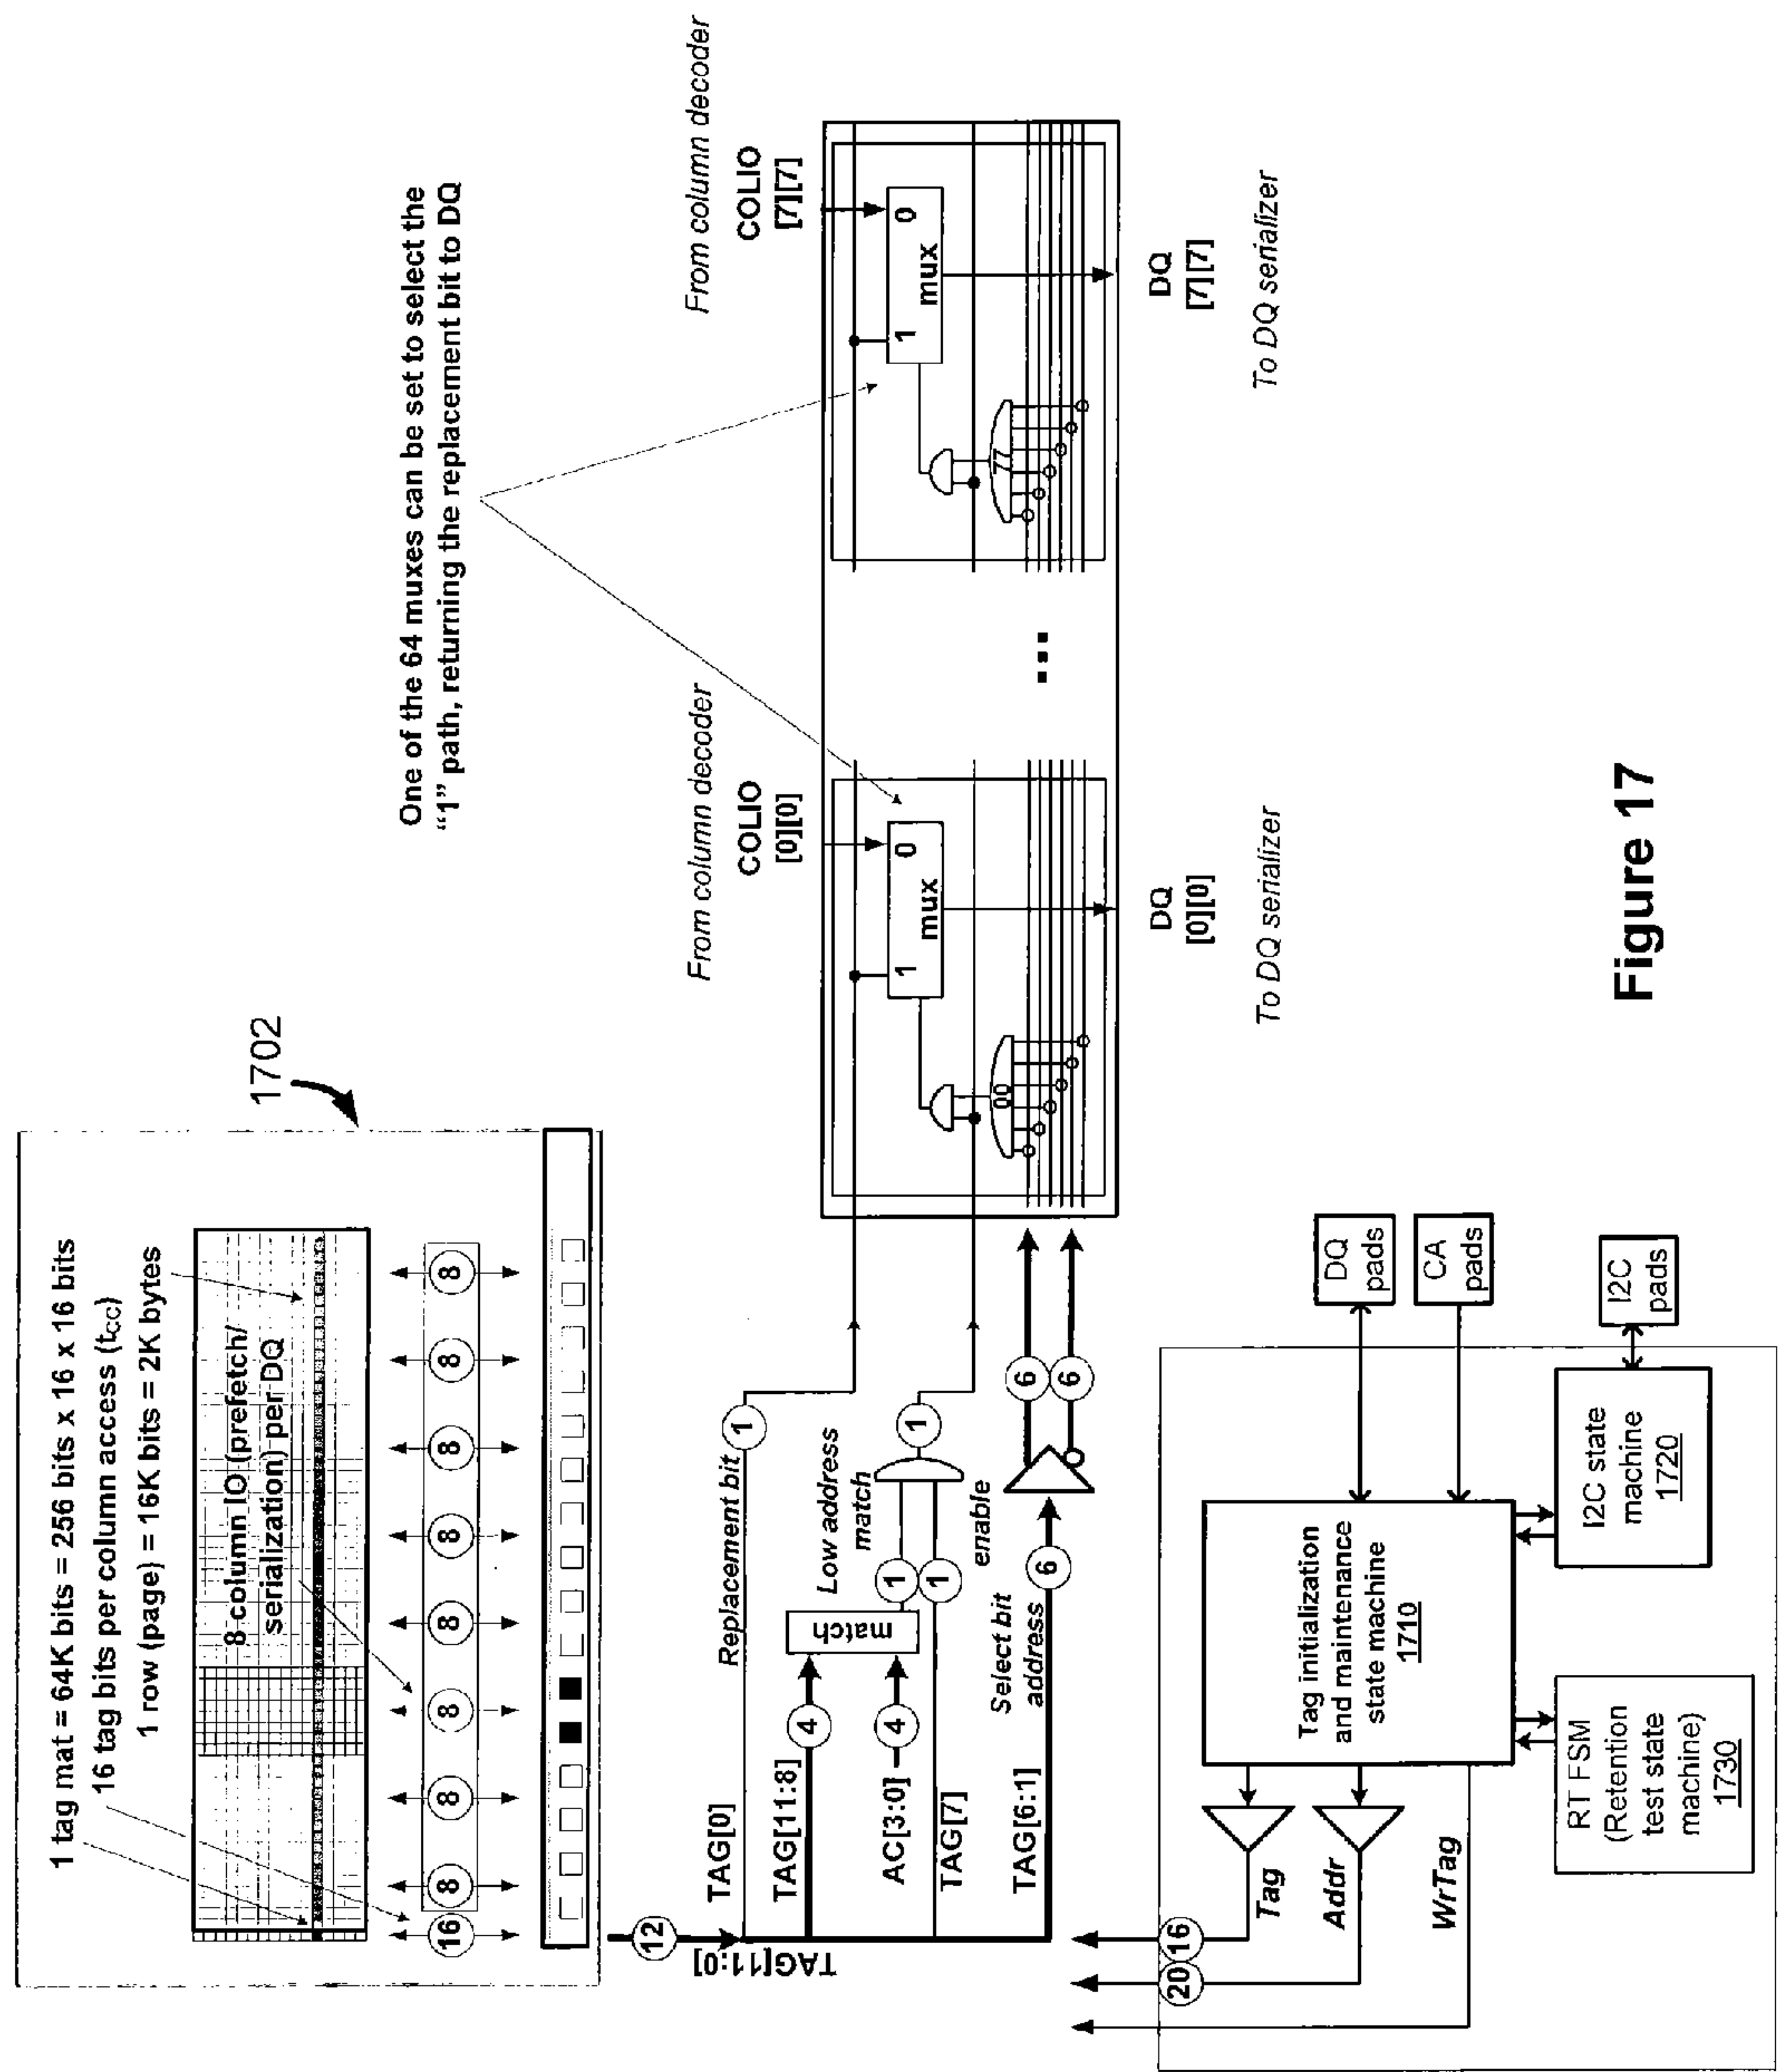 1 tag mat = 64K bits = 256 bits x 16 x 16 bits
16 tag bits per column access (tCC)
1 row (page) = 16K bits = 2K bytes
1702
8 column IO (prefetch/
serialization) per DQ
16
8
8
8
8
8
8
8
8
One of the 64 muxes can be set to select the
“1” path, returning the replacement bit to DQ
12
TAG[11:0]
TAG[0]
Replacement bit
1
TAG[11:8]
4
AC[3:0]
4
match
Low address
match
1
1
1
TAG[7]
enable
TAG[6:1]
Select bit
address
6
6
6
From column decoder
COLIO
[0][0]
1
0
mux
00
DQ
[0][0]
To DQ serializer
...
From column decoder
COLIO
[7][7]
1
0
mux
77
DQ
[7][7]
To DQ serializer
16
20
Tag
Addr
WrTag
Tag initialization
and maintenance
state machine
1710
DQ
pads
CA
pads
I2C
pads
I2C state
machine
1720
RT FSM
(Retention
test state
machine)
1730
Figure 17